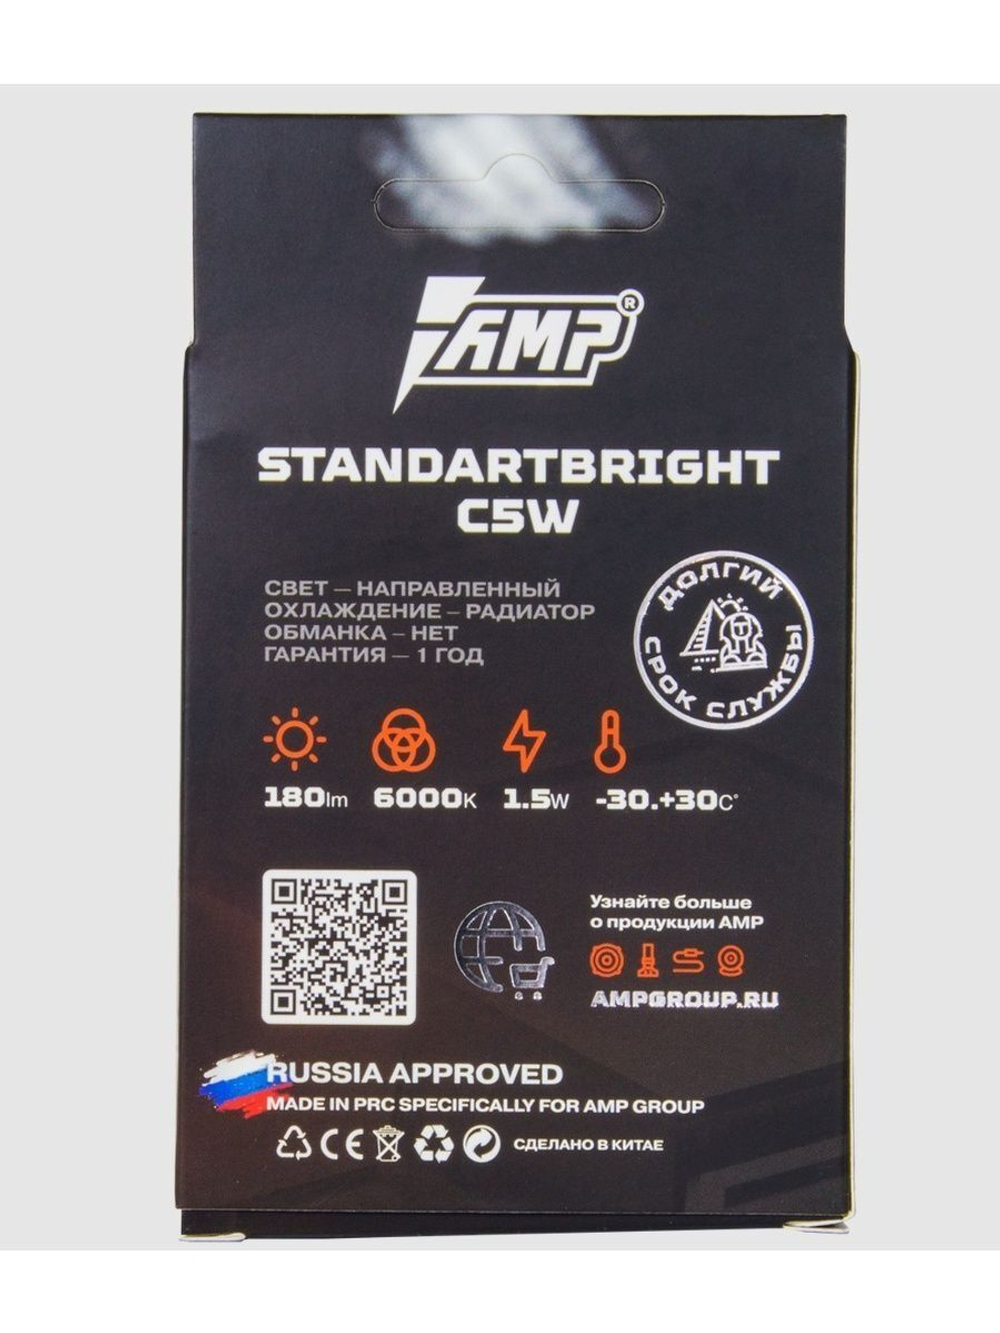 AMP®
STANDARTBRIGHT
C5W
СВЕТ — НАПРАВЛЕННЫЙ
ОХЛАЖДЕНИЕ — РАДИАТОР
ОБМАНКА — НЕТ
ГАРАНТИЯ — 1 ГОД
ДОЛГИЙ
СРОК СЛУЖБЫ
180lm 6000K 1.5W -30.+30C°
Узнайте больше
о продукции AMP
AMPGROUP.RU
RUSSIA APPROVED
MADE IN PRC SPECIFICALLY FOR AMP GROUP
CE СДЕЛАНО В КИТАЕ